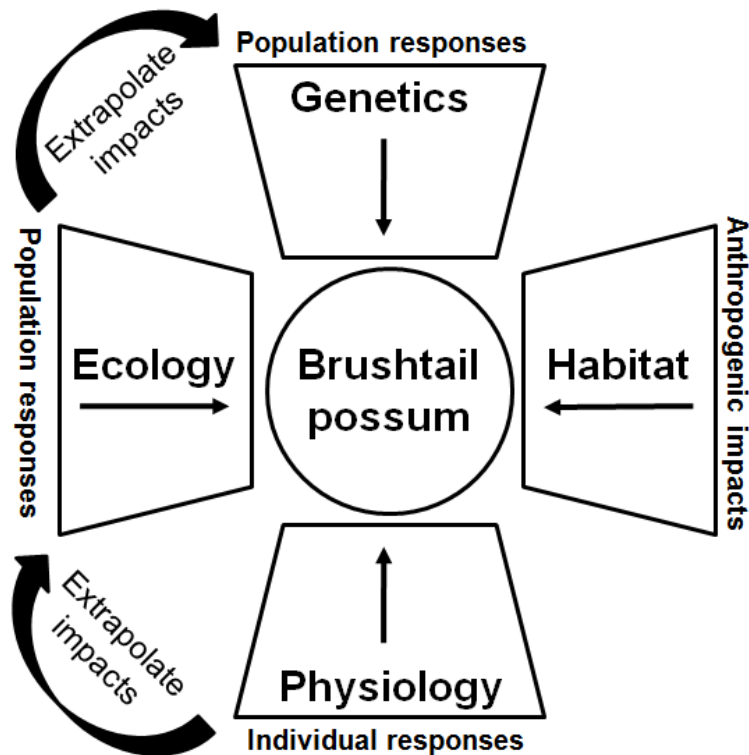 Population responses
Genetics
Extrapolate
impacts
Population responses
Ecology
Brushtail
possum
Habitat
Anthropogenic impacts
Extrapolate
impacts
Physiology
Individual responses